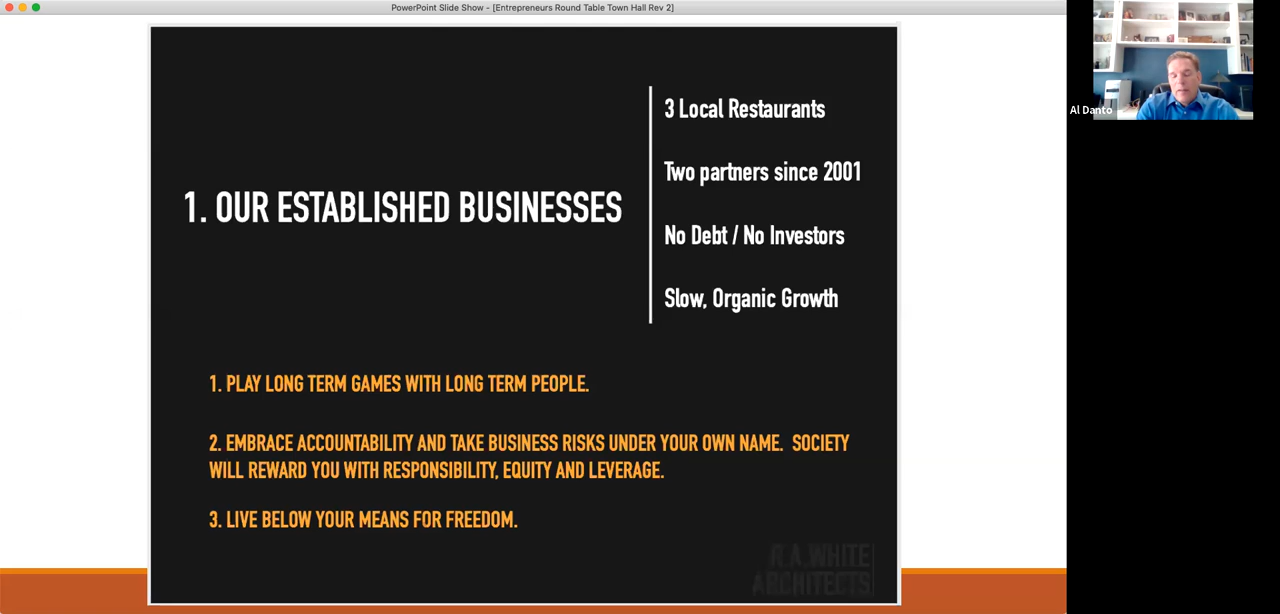 PowerPoint Slide Show - [Entrepreneurs Round Table Town Hall Rev 2]
Al Danto
1. OUR ESTABLISHED BUSINESSES
3 Local Restaurants
Two partners since 2001
No Debt / No Investors
Slow, Organic Growth
1. PLAY LONG TERM GAMES WITH LONG TERM PEOPLE.
2. EMBRACE ACCOUNTABILITY AND TAKE BUSINESS RISKS UNDER YOUR OWN NAME. SOCIETY
WILL REWARD YOU WITH RESPONSIBILITY, EQUITY AND LEVERAGE.
3. LIVE BELOW YOUR MEANS FOR FREEDOM.
R.A.WHITE
ARCHITECTS